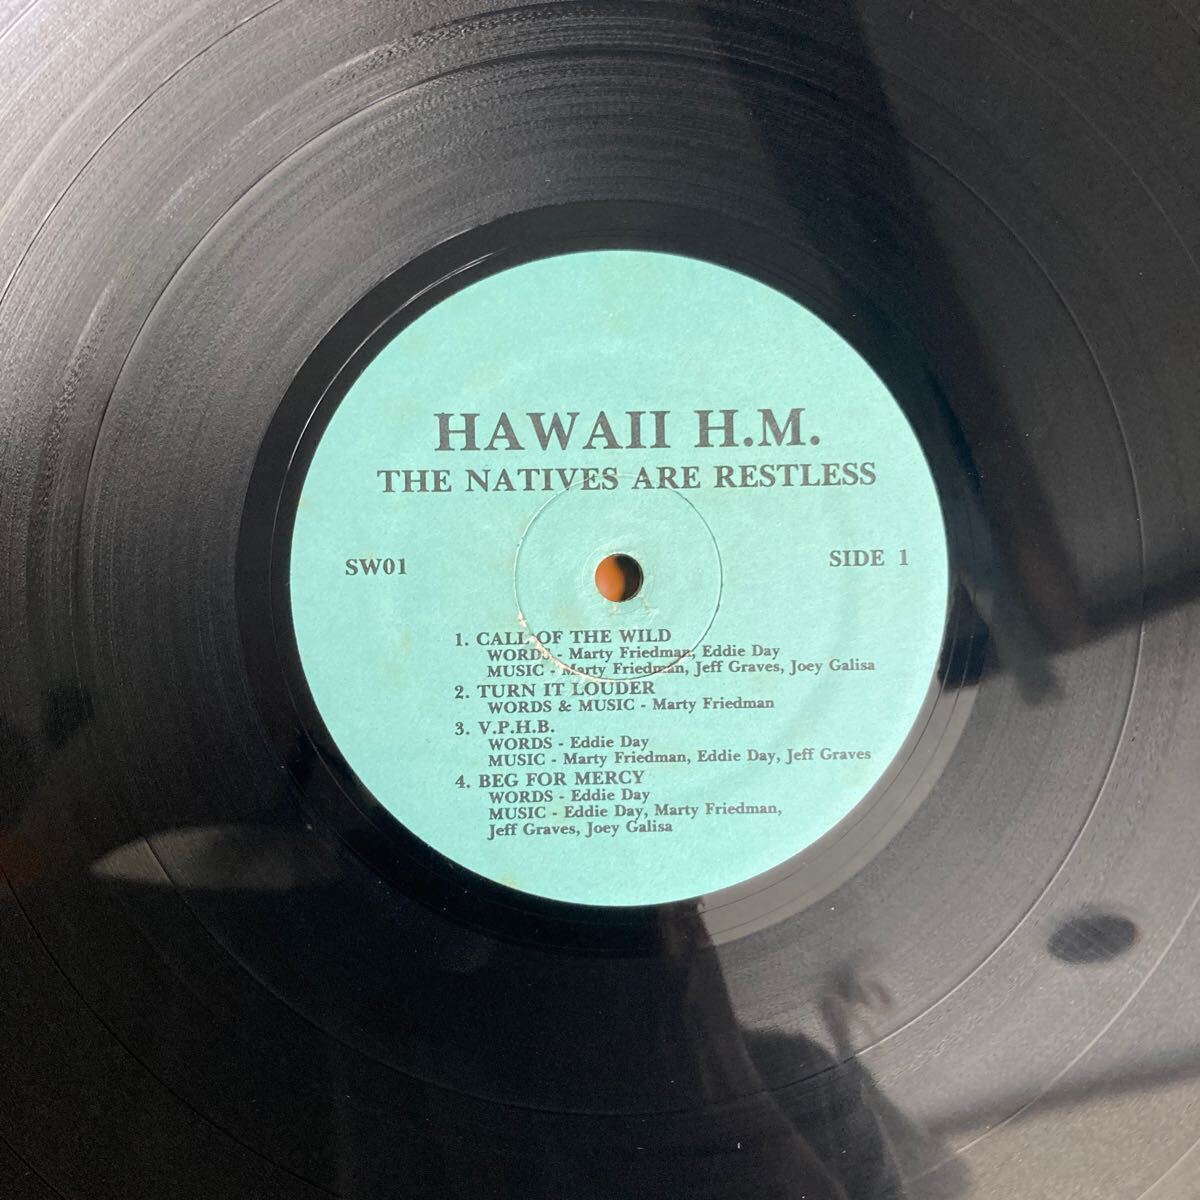 HAWAII H.M.
THE NATIVES ARE RESTLESS
SW01
SIDE 1
1. CALL OF THE WILD
WORDS - Marty Friedman, Eddie Day
MUSIC - Marty Friedman, Jeff Graves, Joey Galisa
2. TURN IT LOUDER
WORDS & MUSIC - Marty Friedman
3. V.P.H.B.
WORDS - Eddie Day
MUSIC - Marty Friedman, Eddie Day, Jeff Graves
4. BEG FOR MERCY
WORDS - Eddie Day
MUSIC - Eddie Day, Marty Friedman,
Jeff Graves, Joey Galisa